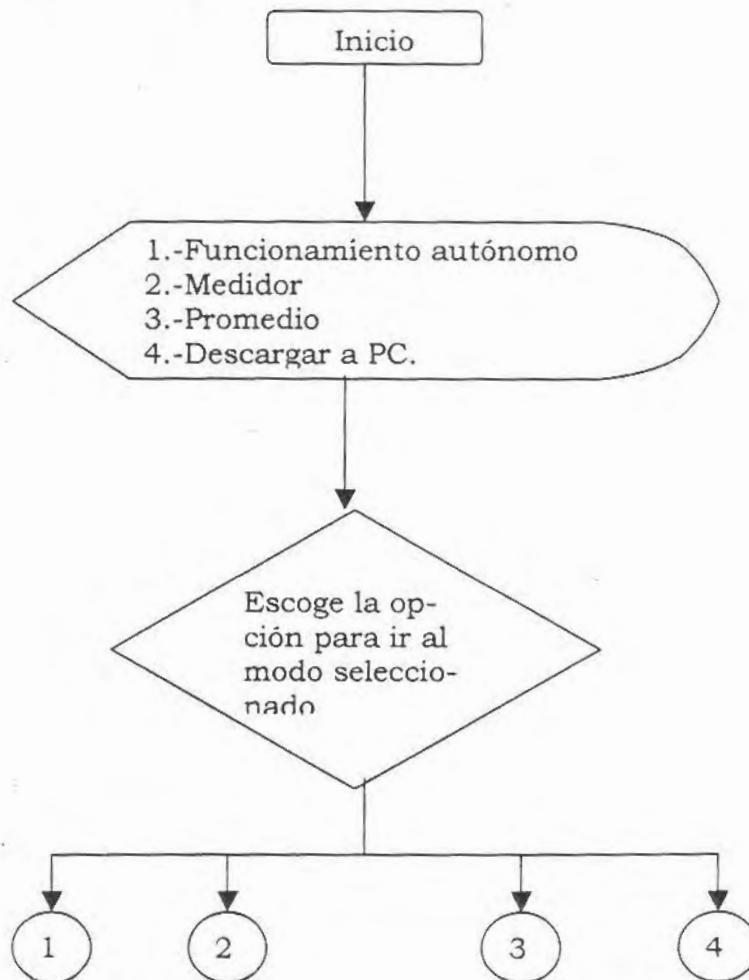 Inicio
1.-Funcionamiento autónomo
2.-Medidor
3.-Promedio
4.-Descargar a PC.
Escoge la op-
ción para ir al
modo seleccio-
nado
1 2 3 4